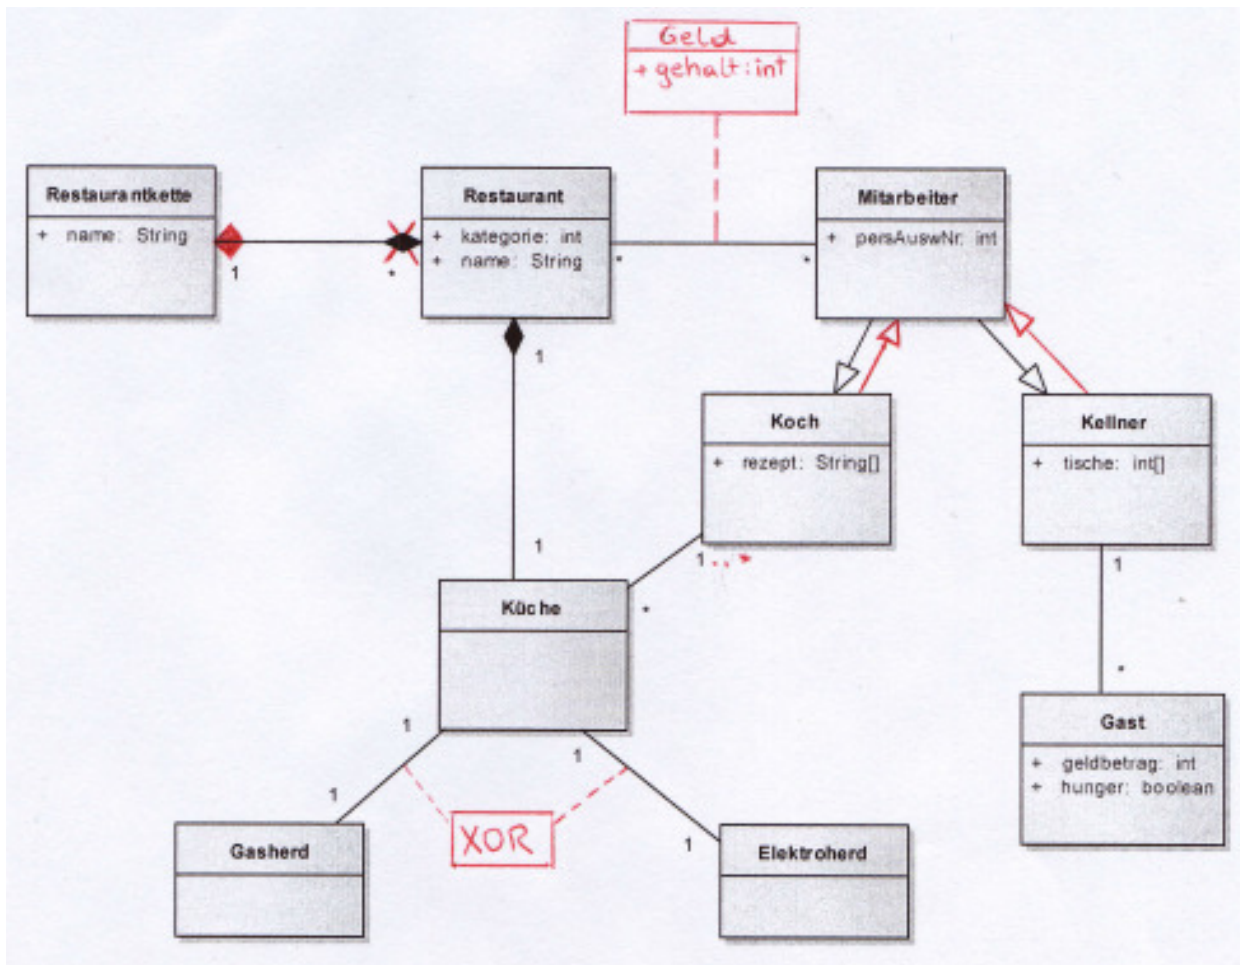 Geld
+ gehalt: int
Restaurantkette
+ name: String
1
*
Restaurant
+ kategorie: int
+ name: String
*
*
Mitarbeiter
+ persAuswNr: int
1
Koch
+ rezept: String[]
Kellner
+ tische: int[]
1
1..*
*
1
*
Küche
Gast
+ geldbetrag: int
+ hunger: boolean
1
1
1
1
XOR
Gasherd
Elektroherd